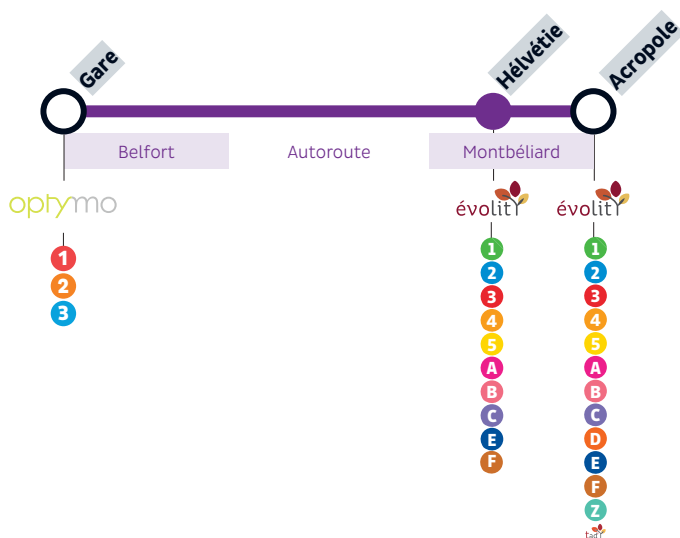 Gare
Hélvétie
Acropole
Belfort
Autoroute
Montbéliard
optymo
évolitY
évolitY
1
2
3
1
2
3
4
5
A
B
C
E
F
1
2
3
4
5
A
B
C
D
E
F
Z
tadY